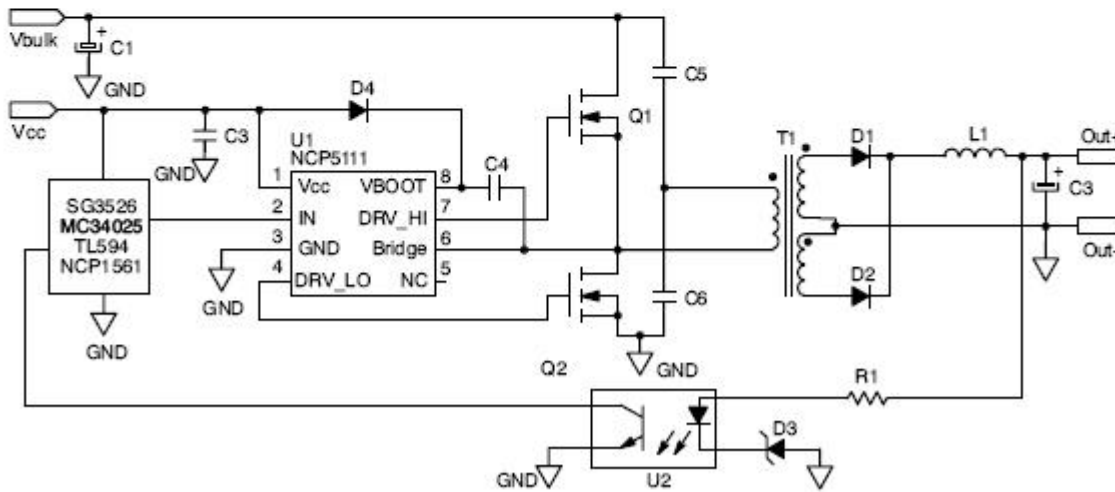 Vbulk
+
C1
GND
C5
D4
Q1
Vcc
C3
GND
U1
NCP5111
C4
T1
D1
L1
Out+
1 Vcc VBOOT 8
2 IN DRV_HI 7
3 GND Bridge 6
4 DRV_LO NC 5
SG3526
MC34025
TL594
NCP1561
+
C3
Out-
GND
GND
D2
C6
Q2
GND
R1
D3
GND
U2